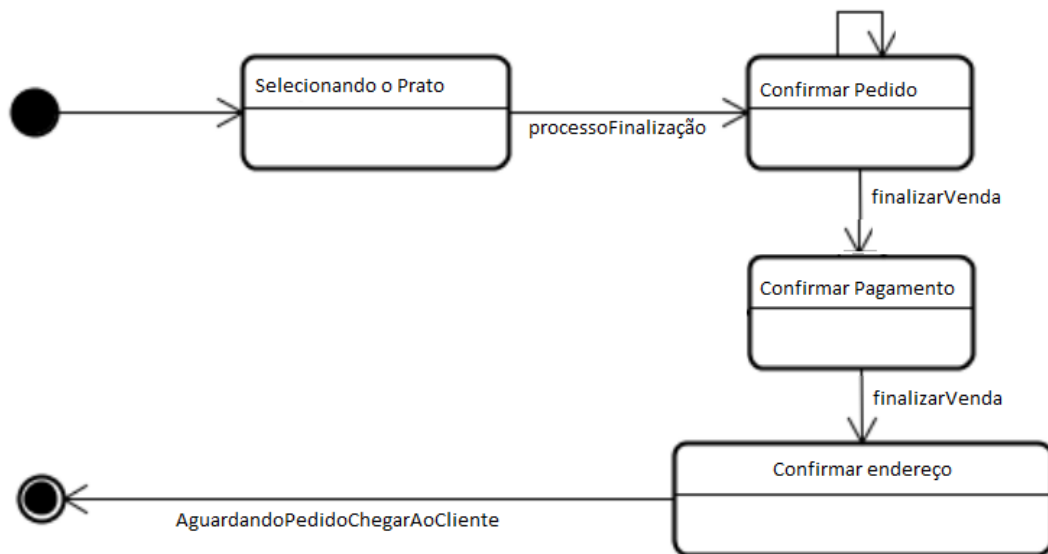 Selecionando o Prato
processoFinalização
Confirmar Pedido
finalizarVenda
Confirmar Pagamento
finalizarVenda
Confirmar endereço
AguardandoPedidoChegarAoCliente